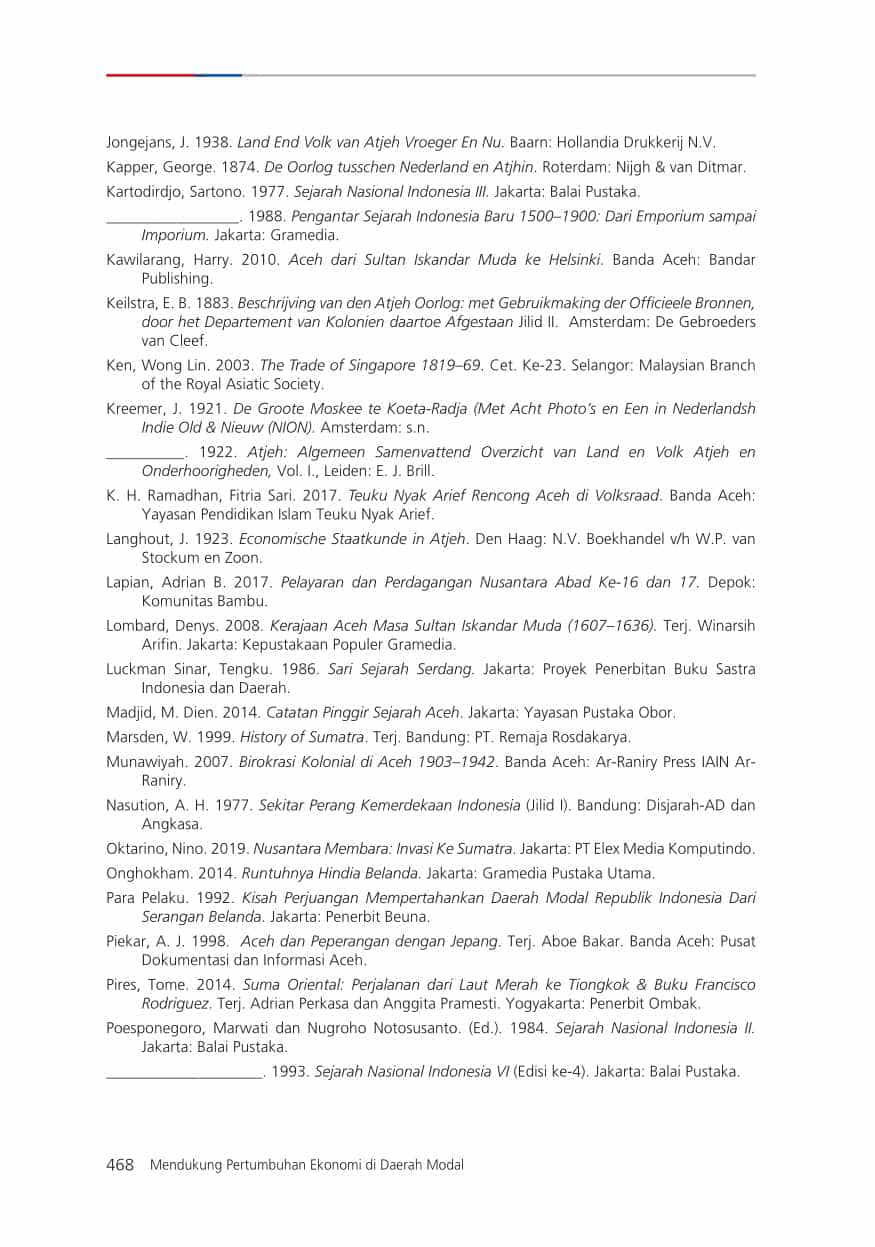 Jongejans, J. 1938. Land End Volk van Atjeh Vroeger En Nu. Baarn: Hollandia Drukkerij N.V.
Kapper, George. 1874. De Oorlog tusschen Nederland en Atjhin. Roterdam: Nijgh & van Ditmar.
Kartodirdjo, Sartono. 1977. Sejarah Nasional Indonesia III. Jakarta: Balai Pustaka.
_________________. 1988. Pengantar Sejarah Indonesia Baru 1500–1900: Dari Emporium sampai
Imporium. Jakarta: Gramedia.
Kawilarang, Harry. 2010. Aceh dari Sultan Iskandar Muda ke Helsinki. Banda Aceh: Bandar
Publishing.
Keilstra, E. B. 1883. Beschrijving van den Atjeh Oorlog: met Gebruikmaking der Officieele Bronnen,
door het Departement van Kolonien daartoe Afgestaan Jilid II. Amsterdam: De Gebroeders
van Cleef.
Ken, Wong Lin. 2003. The Trade of Singapore 1819–69. Cet. Ke-23. Selangor: Malaysian Branch
of the Royal Asiatic Society.
Kreemer, J. 1921. De Groote Moskee te Koeta-Radja (Met Acht Photo's en Een in Nederlandsh
Indie Old & Nieuw (NION). Amsterdam: s.n.
__________. 1922. Atjeh: Algemeen Samenvattend Overzicht van Land en Volk Atjeh en
Onderhoorigheden, Vol. I., Leiden: E. J. Brill.
K. H. Ramadhan, Fitria Sari. 2017. Teuku Nyak Arief Rencong Aceh di Volksraad. Banda Aceh:
Yayasan Pendidikan Islam Teuku Nyak Arief.
Langhout, J. 1923. Economische Staatkunde in Atjeh. Den Haag: N.V. Boekhandel v/h W.P. van
Stockum en Zoon.
Lapian, Adrian B. 2017. Pelayaran dan Perdagangan Nusantara Abad Ke-16 dan 17. Depok:
Komunitas Bambu.
Lombard, Denys. 2008. Kerajaan Aceh Masa Sultan Iskandar Muda (1607–1636). Terj. Winarsih
Arifin. Jakarta: Kepustakaan Populer Gramedia.
Luckman Sinar, Tengku. 1986. Sari Sejarah Serdang. Jakarta: Proyek Penerbitan Buku Sastra
Indonesia dan Daerah.
Madjid, M. Dien. 2014. Catatan Pinggir Sejarah Aceh. Jakarta: Yayasan Pustaka Obor.
Marsden, W. 1999. History of Sumatra. Terj. Bandung: PT. Remaja Rosdakarya.
Munawiyah. 2007. Birokrasi Kolonial di Aceh 1903–1942. Banda Aceh: Ar-Raniry Press IAIN Ar-
Raniry.
Nasution, A. H. 1977. Sekitar Perang Kemerdekaan Indonesia (Jilid I). Bandung: Disjarah-AD dan
Angkasa.
Oktarino, Nino. 2019. Nusantara Membara: Invasi Ke Sumatra. Jakarta: PT Elex Media Komputindo.
Onghokham. 2014. Runtuhnya Hindia Belanda. Jakarta: Gramedia Pustaka Utama.
Para Pelaku. 1992. Kisah Perjuangan Mempertahankan Daerah Modal Republik Indonesia Dari
Serangan Belanda. Jakarta: Penerbit Beuna.
Piekar, A. J. 1998. Aceh dan Peperangan dengan Jepang. Terj. Aboe Bakar. Banda Aceh: Pusat
Dokumentasi dan Informasi Aceh.
Pires, Tome. 2014. Suma Oriental: Perjalanan dari Laut Merah ke Tiongkok & Buku Francisco
Rodriguez. Terj. Adrian Perkasa dan Anggita Pramesti. Yogyakarta: Penerbit Ombak.
Poesponegoro, Marwati dan Nugroho Notosusanto. (Ed.). 1984. Sejarah Nasional Indonesia II.
Jakarta: Balai Pustaka.
____________________. 1993. Sejarah Nasional Indonesia VI (Edisi ke-4). Jakarta: Balai Pustaka.
468 Mendukung Pertumbuhan Ekonomi di Daerah Modal